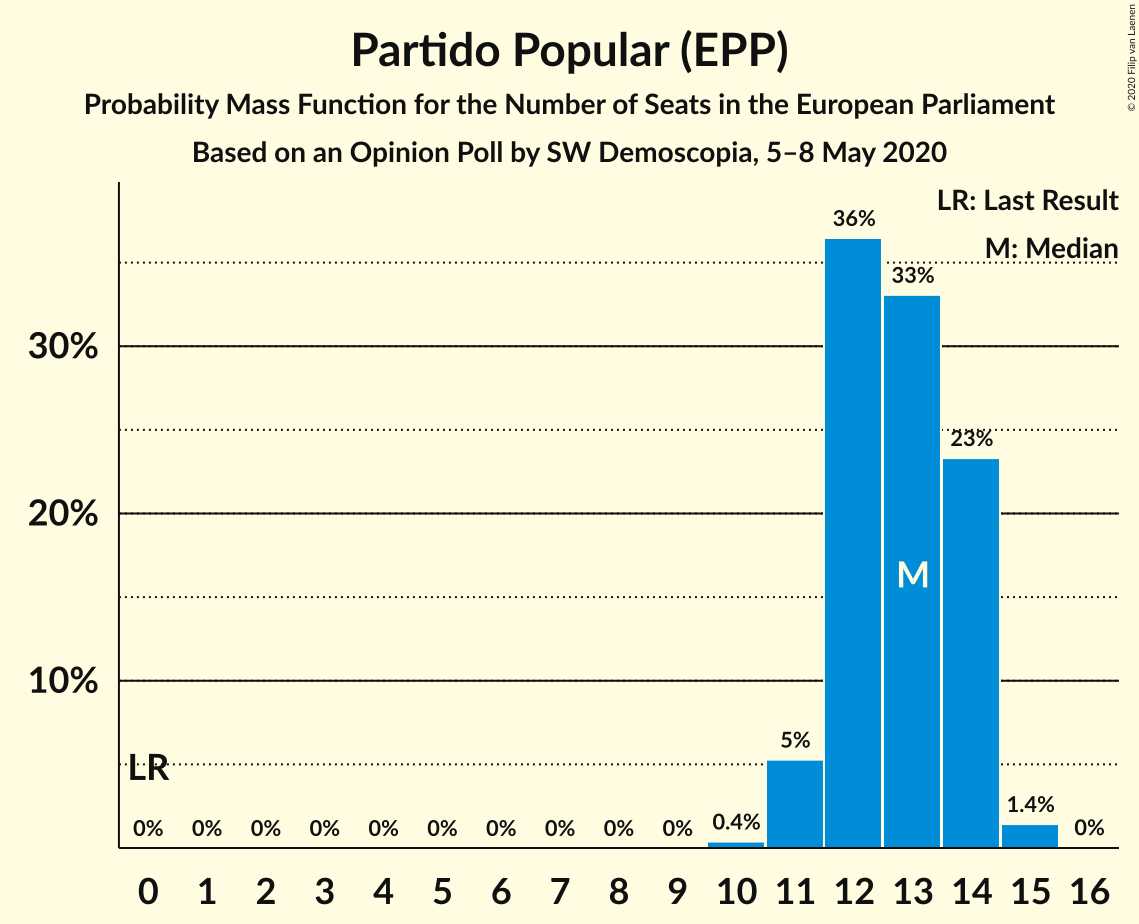 Partido Popular (EPP)
Probability Mass Function for the Number of Seats in the European Parliament
Based on an Opinion Poll by SW Demoscopia, 5–8 May 2020
© 2020 Filip van Laenen
LR: Last Result
M: Median
36%
33%
30%
23%
20%
M
10%
5%
LR
1.4%
0.4%
0% 0% 0% 0% 0% 0% 0% 0% 0% 0% 0%
0 1 2 3 4 5 6 7 8 9 10 11 12 13 14 15 16